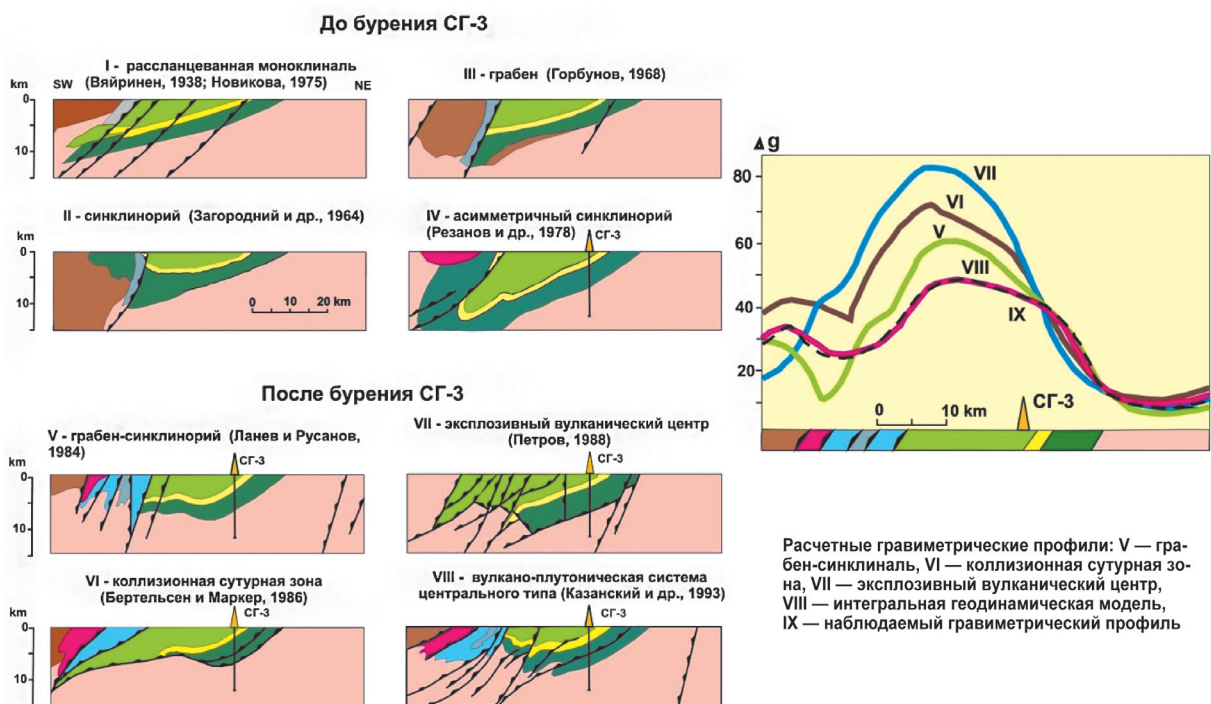 До бурения СГ-3
I - рассланцеванная моноклиналь
(Вяйринен, 1938; Новикова, 1975)
km
SW
NE
0
10
III - грабен (Горбунов, 1968)
II - синклинорий (Загородний и др., 1964)
km
0
10
0 10 20 km
IV - асимметричный синклинорий
(Резанов и др., 1978)
СГ-3
После бурения СГ-3
V - грабен-синклинорий (Ланев и Русанов,
1984)
km
0
10
СГ-3
VII - эксплозивный вулканический центр
(Петров, 1988)
СГ-3
VI - коллизионная сутурная зона
(Бертельсен и Маркер, 1986)
km
0
10
СГ-3
VIII - вулкано-плутоническая система
центрального типа (Казанский и др., 1993)
СГ-3
Δg
80
60
40
20
VII
VI
V
VIII
IX
0 10 km
СГ-3
Расчетные гравиметрические профили: V — гра-
бен-синклиналь, VI — коллизионная сутурная зо-
на, VII — эксплозивный вулканический центр,
VIII — интегральная геодинамическая модель,
IX — наблюдаемый гравиметрический профиль